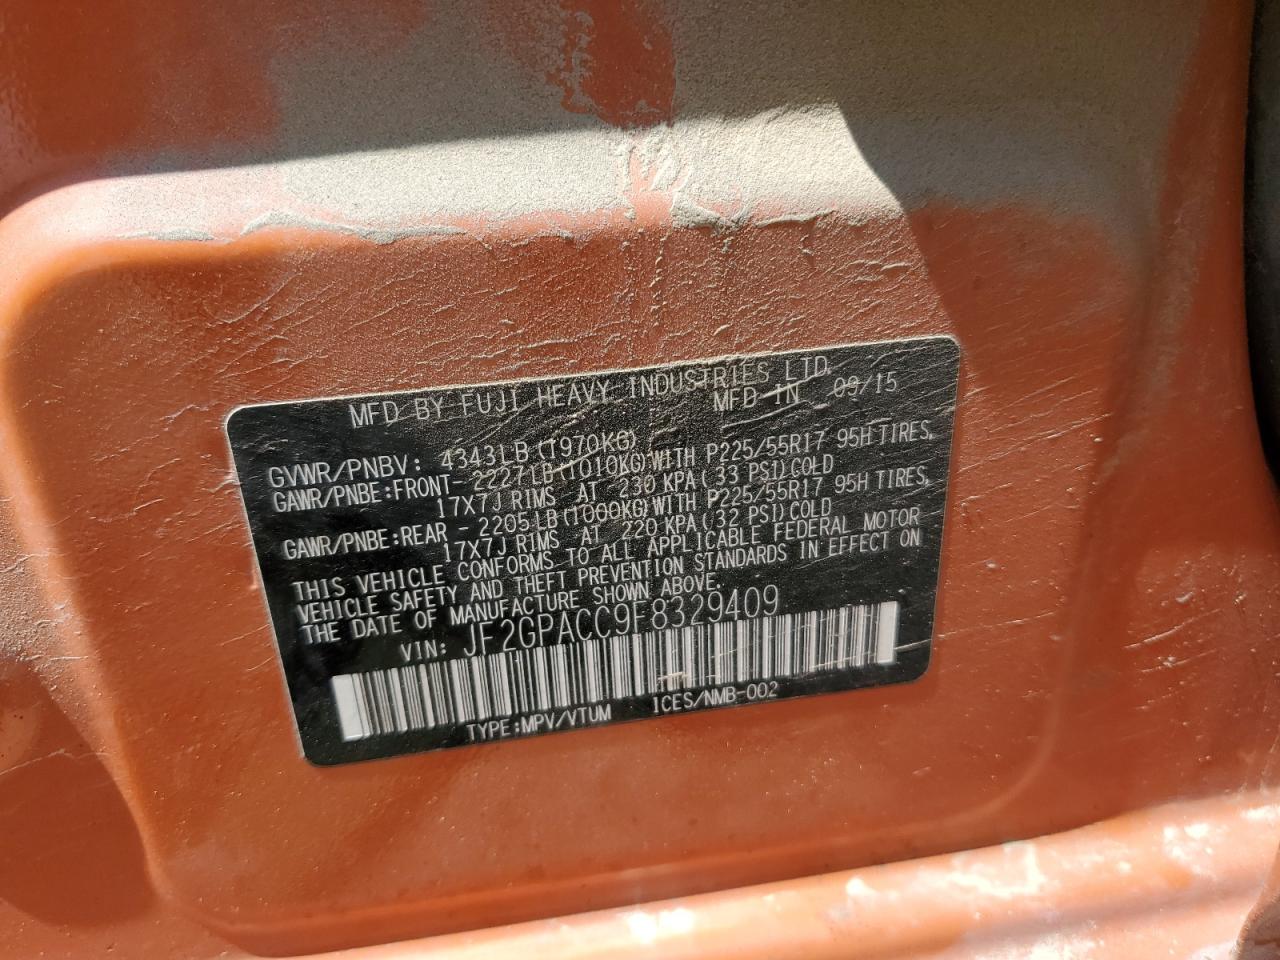 MFD BY FUJI HEAVY INDUSTRIES LTD.
MFD IN 09/15
GVWR/PNBV: 4343LB(1970KG)
GAWR/PNBE:FRONT- 2227LB(1010KG)WITH P225/55R17 95H TIRES,
17X7J RIMS AT 230 KPA(33 PSI)COLD
GAWR/PNBE:REAR - 2205LB(1000KG)WITH P225/55R17 95H TIRES,
17X7J RIMS AT 220 KPA(32 PSI)COLD
THIS VEHICLE CONFORMS TO ALL APPLICABLE FEDERAL MOTOR
VEHICLE SAFETY AND THEFT PREVENTION STANDARDS IN EFFECT ON
THE DATE OF MANUFACTURE SHOWN ABOVE.
VIN: JF2GPACC9F8329409
TYPE:MPV/VTUM ICES/NMB-002